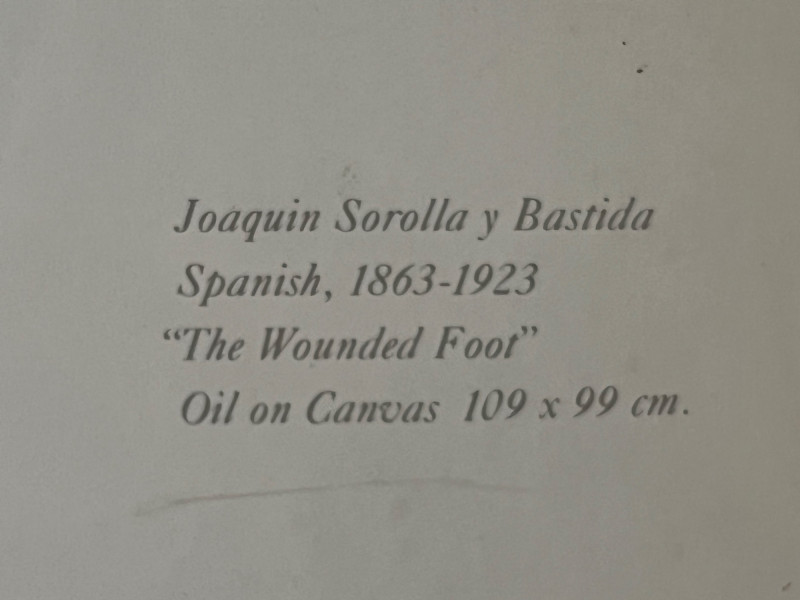 Joaquin Sorolla y Bastida
Spanish, 1863-1923
“The Wounded Foot”
Oil on Canvas 109 x 99 cm.